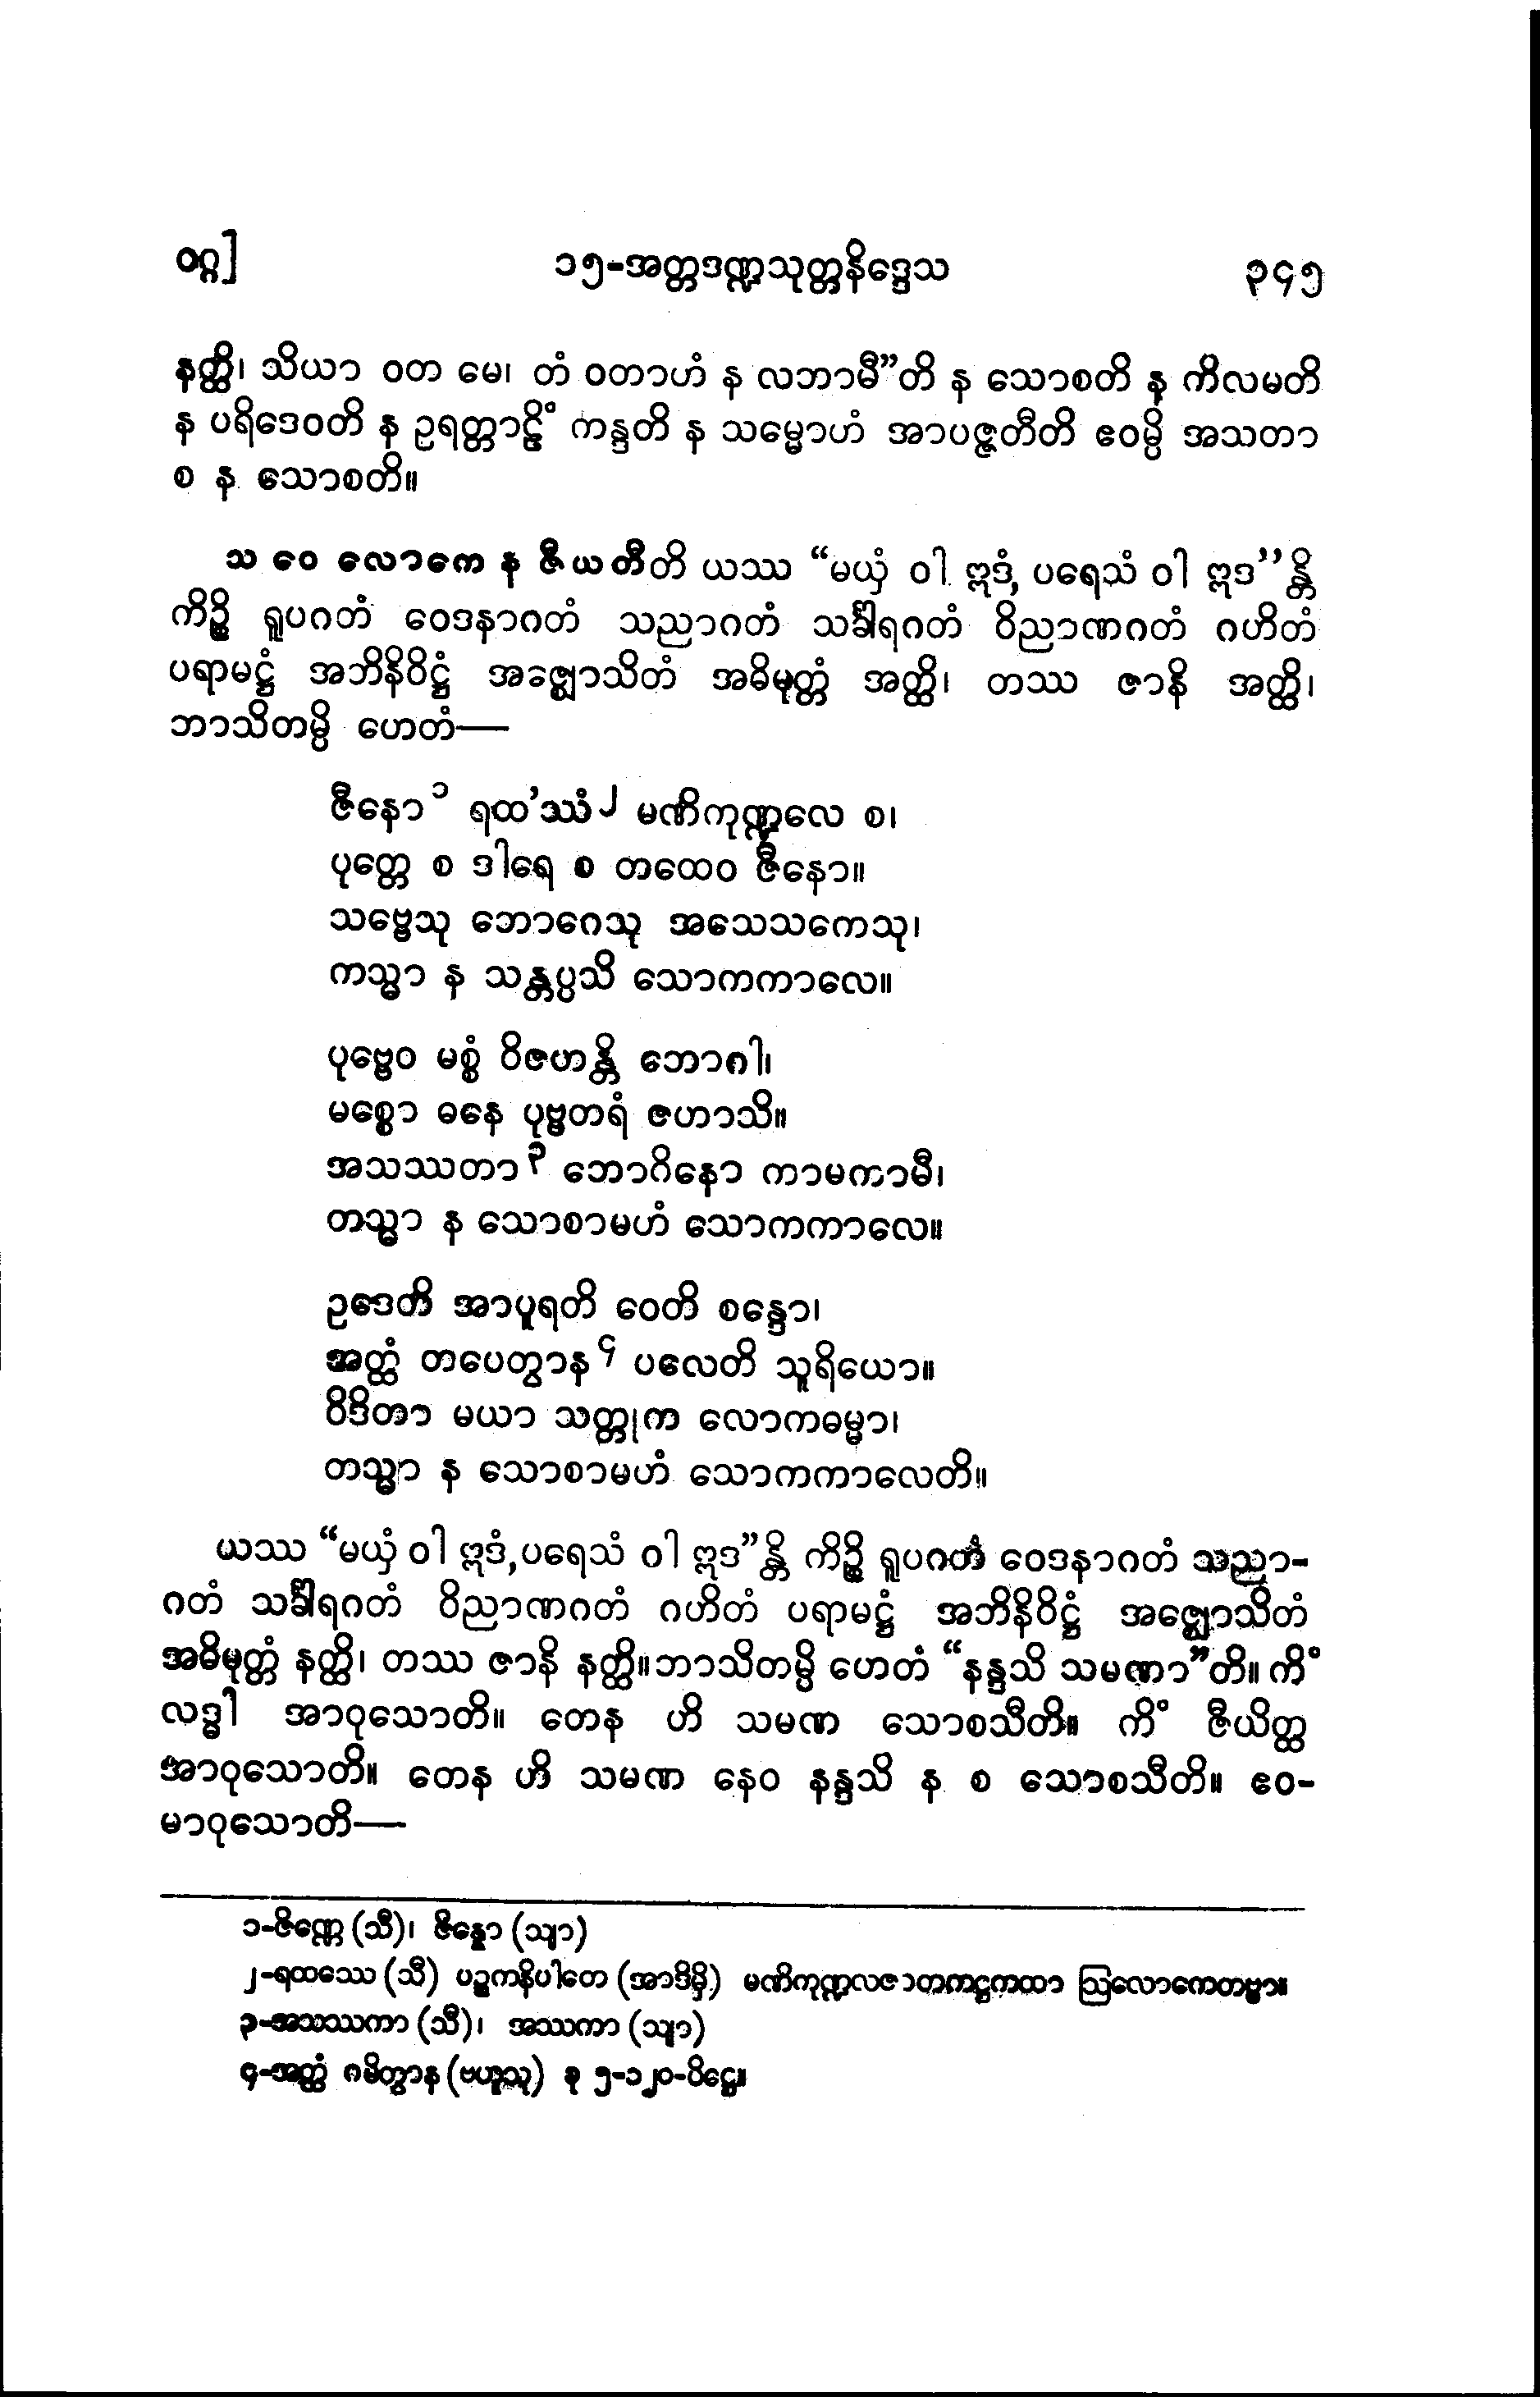 ဝဂ္ဂ]
၁၅-အတ္တဒဏ္ဍသုတ္တနိဒ္ဒေသ
၃၄၅
နတ္ထိ၊ သိယာ ဝတ မေ၊ တံ ဝတာဟံ န လဘာမီ”တိ န သောစတိ န ကိလမတိ
န ပရိဒေဝတိ န ဥရတ္တာဠိံ ကန္ဒတိ န သမ္မောဟံ အာပဇ္ဇတီတိ ဧဝမ္ပိ အသတာ
စ န သောစတိ။
သ ဝေ လောကေ န ဇီယတီတိ ယဿ “မယှံ ဝါ ဣဒံ, ပရေသံ ဝါ ဣဒ”န္တိ
ကိဉ္စိ ရူပဂတံ ဝေဒနာဂတံ သညာဂတံ သင်္ခါရဂတံ ဝိညာဏဂတံ ဂဟိတံ
ပရာမဋ္ဌံ အဘိနိဝိဋ္ဌံ အဇ္ဈောသိတံ အဓိမုတ္တံ အတ္ထိ၊ တဿ ဇာနိ အတ္ထိ၊
ဘာသိတမ္ပိ ဟေတံ—
ဇီနော၁ ရထ’ဿံ၂ မဏိကုဏ္ဍလေ စ၊
ပုတ္တေ စ ဒါရေ စ တထေဝ ဇီနော။
သဗ္ဗေသု ဘောဂေသု အသေသကေသု၊
ကသ္မာ န သန္တပ္ပသိ သောကကာလေ။
ပုဗ္ဗေဝ မစ္စံ ဝိဇဟန္တိ ဘောဂါ၊
မစ္စော ဓနေ ပုဗ္ဗတရံ ဇဟာသိ။
အသဿတာ၃ ဘောဂိနော ကာမကာမီ၊
တသ္မာ န သောစာမဟံ သောကကာလေ။
ဥဒေတိ အာပူရတိ ဝေတိ စန္ဒော၊
အတ္ထံ တပေတွာန၄ ပလေတိ သူရိယော။
ဝိဒိတာ မယာ သတ္တုက လောကဓမ္မာ၊
တသ္မာ န သောစာမဟံ သောကကာလေတိ။
ယဿ “မယှံ ဝါ ဣဒံ,ပရေသံ ဝါ ဣဒ”န္တိ ကိဉ္စိ ရူပဂတံ ဝေဒနာဂတံ သညာ-
ဂတံ သင်္ခါရဂတံ ဝိညာဏဂတံ ဂဟိတံ ပရာမဋ္ဌံ အဘိနိဝိဋ္ဌံ အဇ္ဈောသိတံ
အဓိမုတ္တံ နတ္ထိ၊ တဿ ဇာနိ နတ္ထိ။ဘာသိတမ္ပိ ဟေတံ “နန္ဒသိ သမဏာ”တိ။ ကိံ
လဒ္ဓါ အာဝုသောတိ။ တေန ဟိ သမဏ သောစသီတိ။ ကိံ ဇီယိတ္ထ
အာဝုသောတိ။ တေန ဟိ သမဏ နေဝ နန္ဒသိ န စ သောစသီတိ။ ဧဝ-
မာဝုသောတိ—
၁-ဇိဏ္ဏေ (သီ)၊ ဇိန္နော (သျာ)
၂-ရထဿေ (သီ) ပဉ္စကနိပါတေ (အာဒိမှိ) မဏိကုဏ္ဍလဇာတကဋ္ဌကထာ ဩလောကေတဗ္ဗာ။
၃-အသဿကာ (သီ)၊ အဿကာ (သျာ)
၄-အတ္ထံ ဂမိတွာန (ဗဟူသု) ခု ၅-၁၂၀-ပိဋ္ဌေ။